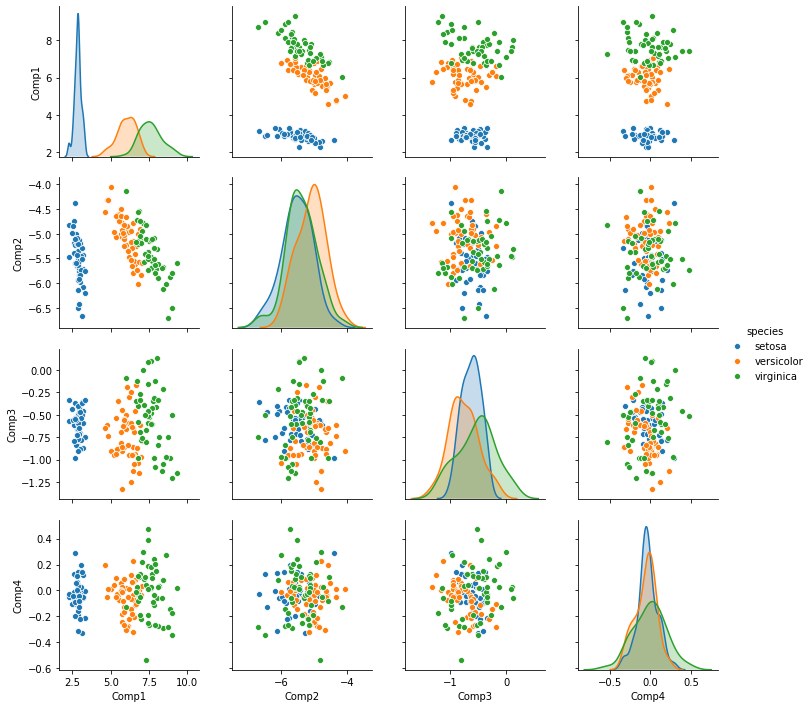 8
6
4
2
Comp1
−4.0
−4.5
−5.0
−5.5
−6.0
−6.5
Comp2
species
setosa
versicolor
virginica
0.00
−0.25
−0.50
−0.75
−1.00
−1.25
Comp3
0.4
0.2
0.0
−0.2
−0.4
−0.6
Comp4
2.5 5.0 7.5 10.0 −6 −4 −1 0 −0.5 0.0 0.5
Comp1 Comp2 Comp3 Comp4